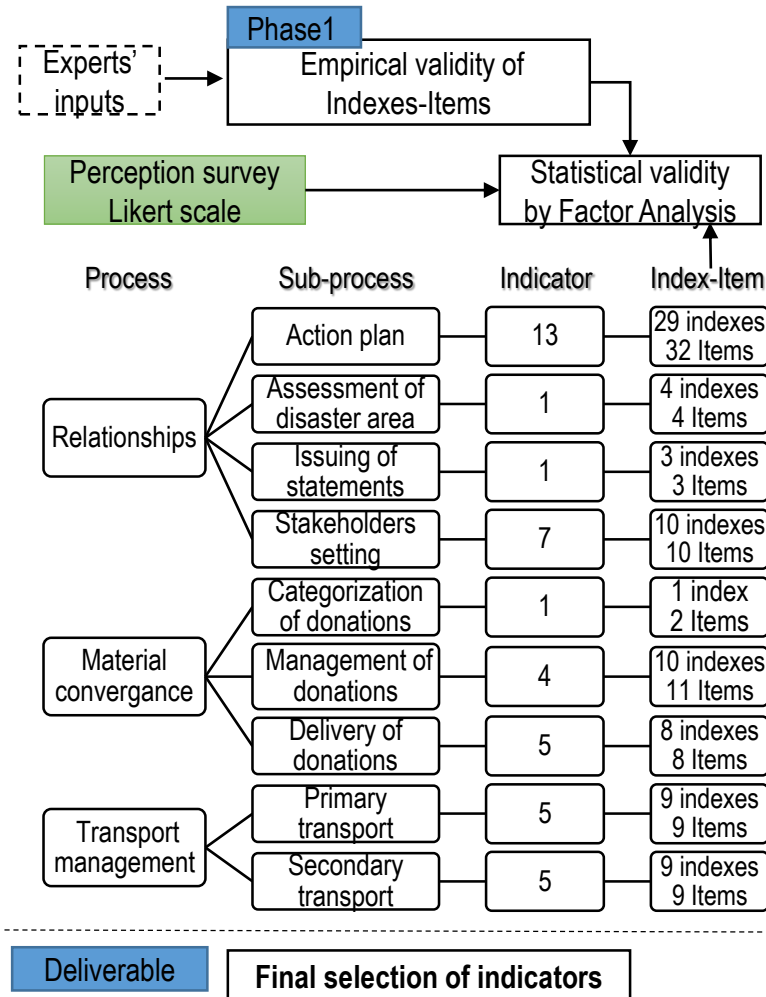 Phase1
Experts'
inputs
Empirical validity of
Indexes-Items
Perception survey
Likert scale
Statistical validity
by Factor Analysis
Process
Sub-process
Indicator
Index-Item
Relationships
Action plan
13
29 indexes
32 Items
Assessment of
disaster area
1
4 indexes
4 Items
Issuing of
statements
1
3 indexes
3 Items
Stakeholders
setting
7
10 indexes
10 Items
Material
convergance
Categorization
of donations
1
1 index
2 Items
Management of
donations
4
10 indexes
11 Items
Delivery of
donations
5
8 indexes
8 Items
Transport
management
Primary
transport
5
9 indexes
9 Items
Secondary
transport
5
9 indexes
9 Items
Deliverable
Final selection of indicators